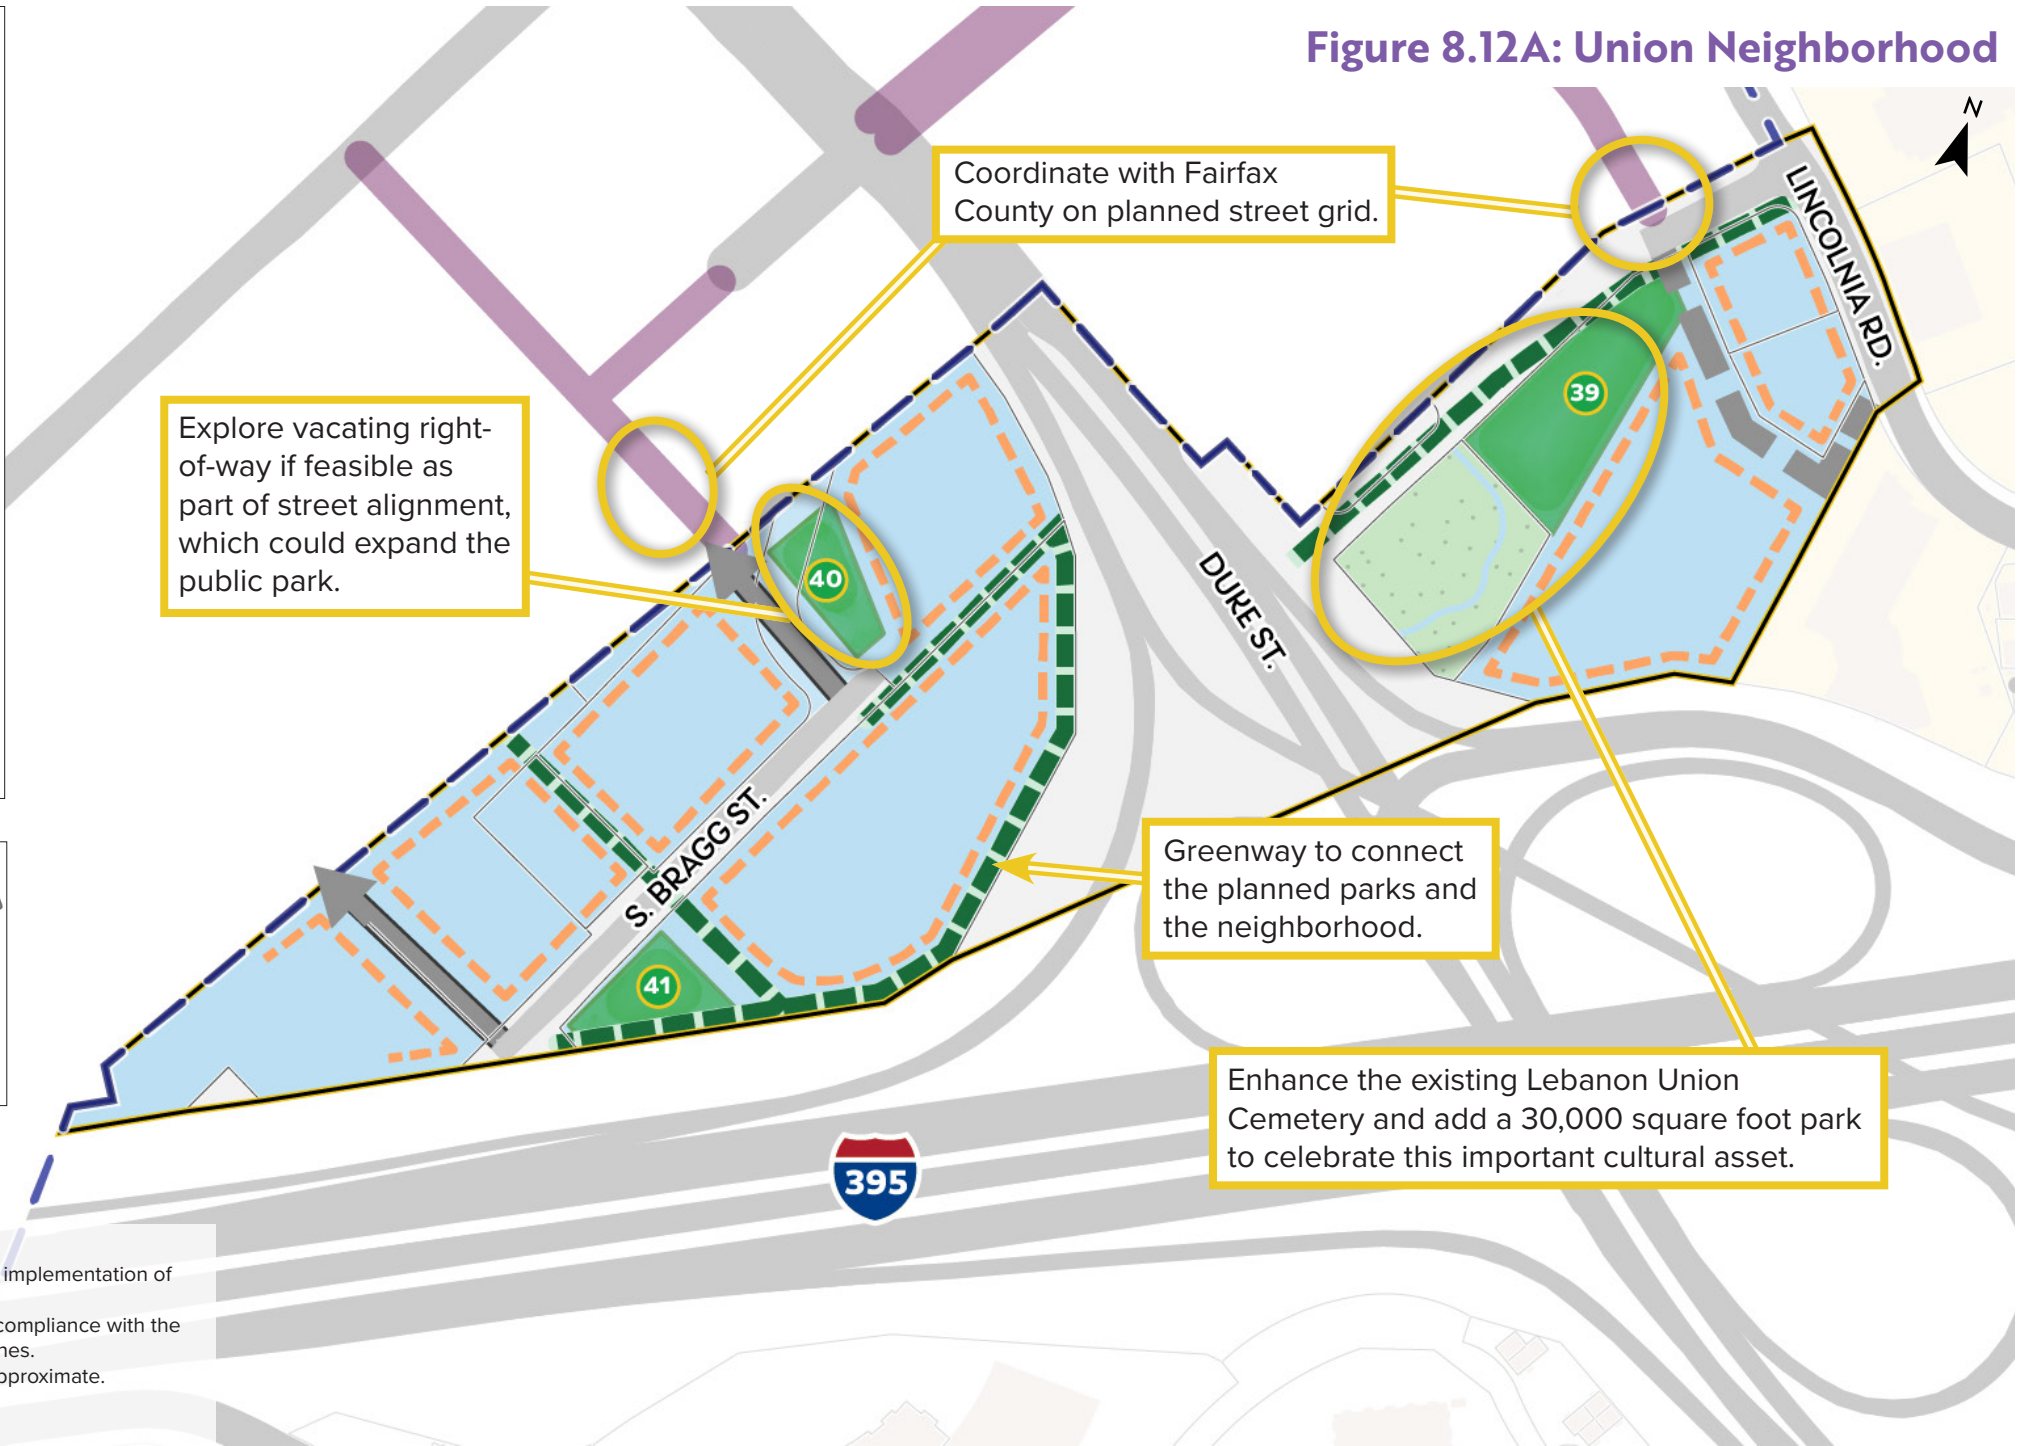 Figure 8.12A: Union Neighborhood
N
Coordinate with Fairfax
County on planned street grid.
LINCOLNIA RD.
39
Explore vacating right-
of-way if feasible as
part of street alignment,
which could expand the
public park.
40
DUKE ST.
S. BRAGG ST.
Greenway to connect
the planned parks and
the neighborhood.
41
Enhance the existing Lebanon Union
Cemetery and add a 30,000 square foot park
to celebrate this important cultural asset.
395
implementation of
compliance with the